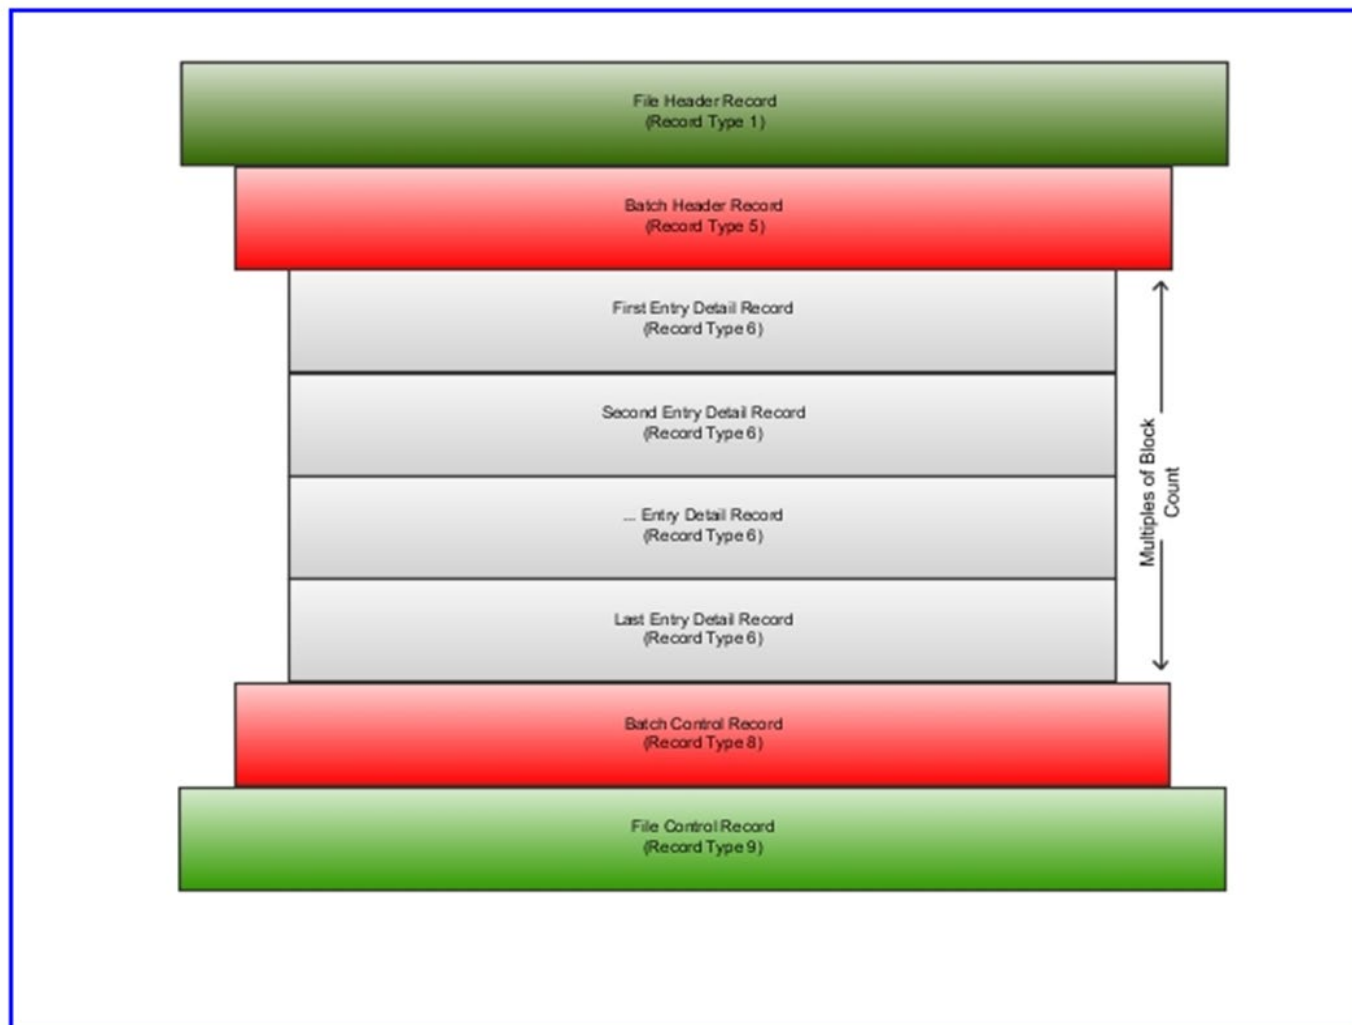 File Header Record
(Record Type 1)
Batch Header Record
(Record Type 5)
First Entry Detail Record
(Record Type 6)
Second Entry Detail Record
(Record Type 6)
... Entry Detail Record
(Record Type 6)
Last Entry Detail Record
(Record Type 6)
Multiples of Block
Count
Batch Control Record
(Record Type 8)
File Control Record
(Record Type 9)